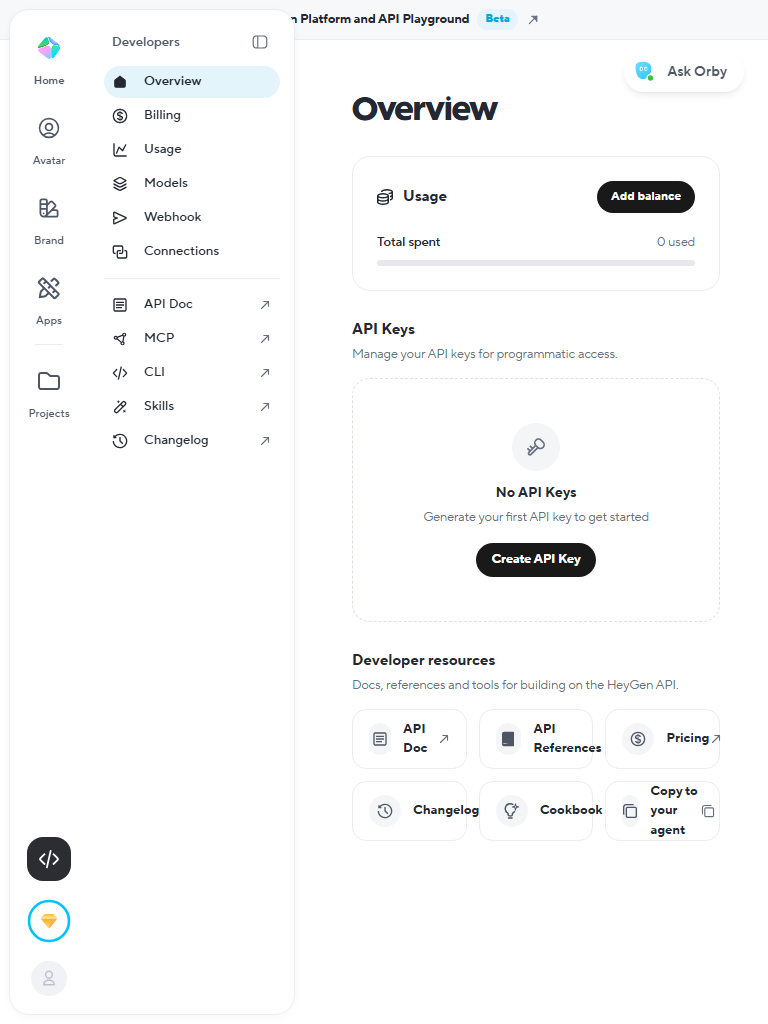 Platform and API Playground Beta
Home
Avatar
Brand
Apps
Projects
Developers
Overview
Billing
Usage
Models
Webhook
Connections
API Doc
MCP
CLI
Skills
Changelog
Ask Orby
Overview
Usage
Add balance
Total spent
0 used
API Keys
Manage your API keys for programmatic access.
No API Keys
Generate your first API key to get started
Create API Key
Developer resources
Docs, references and tools for building on the HeyGen API.
API
Doc
API
References
Pricing
Changelog
Cookbook
Copy to
your
agent